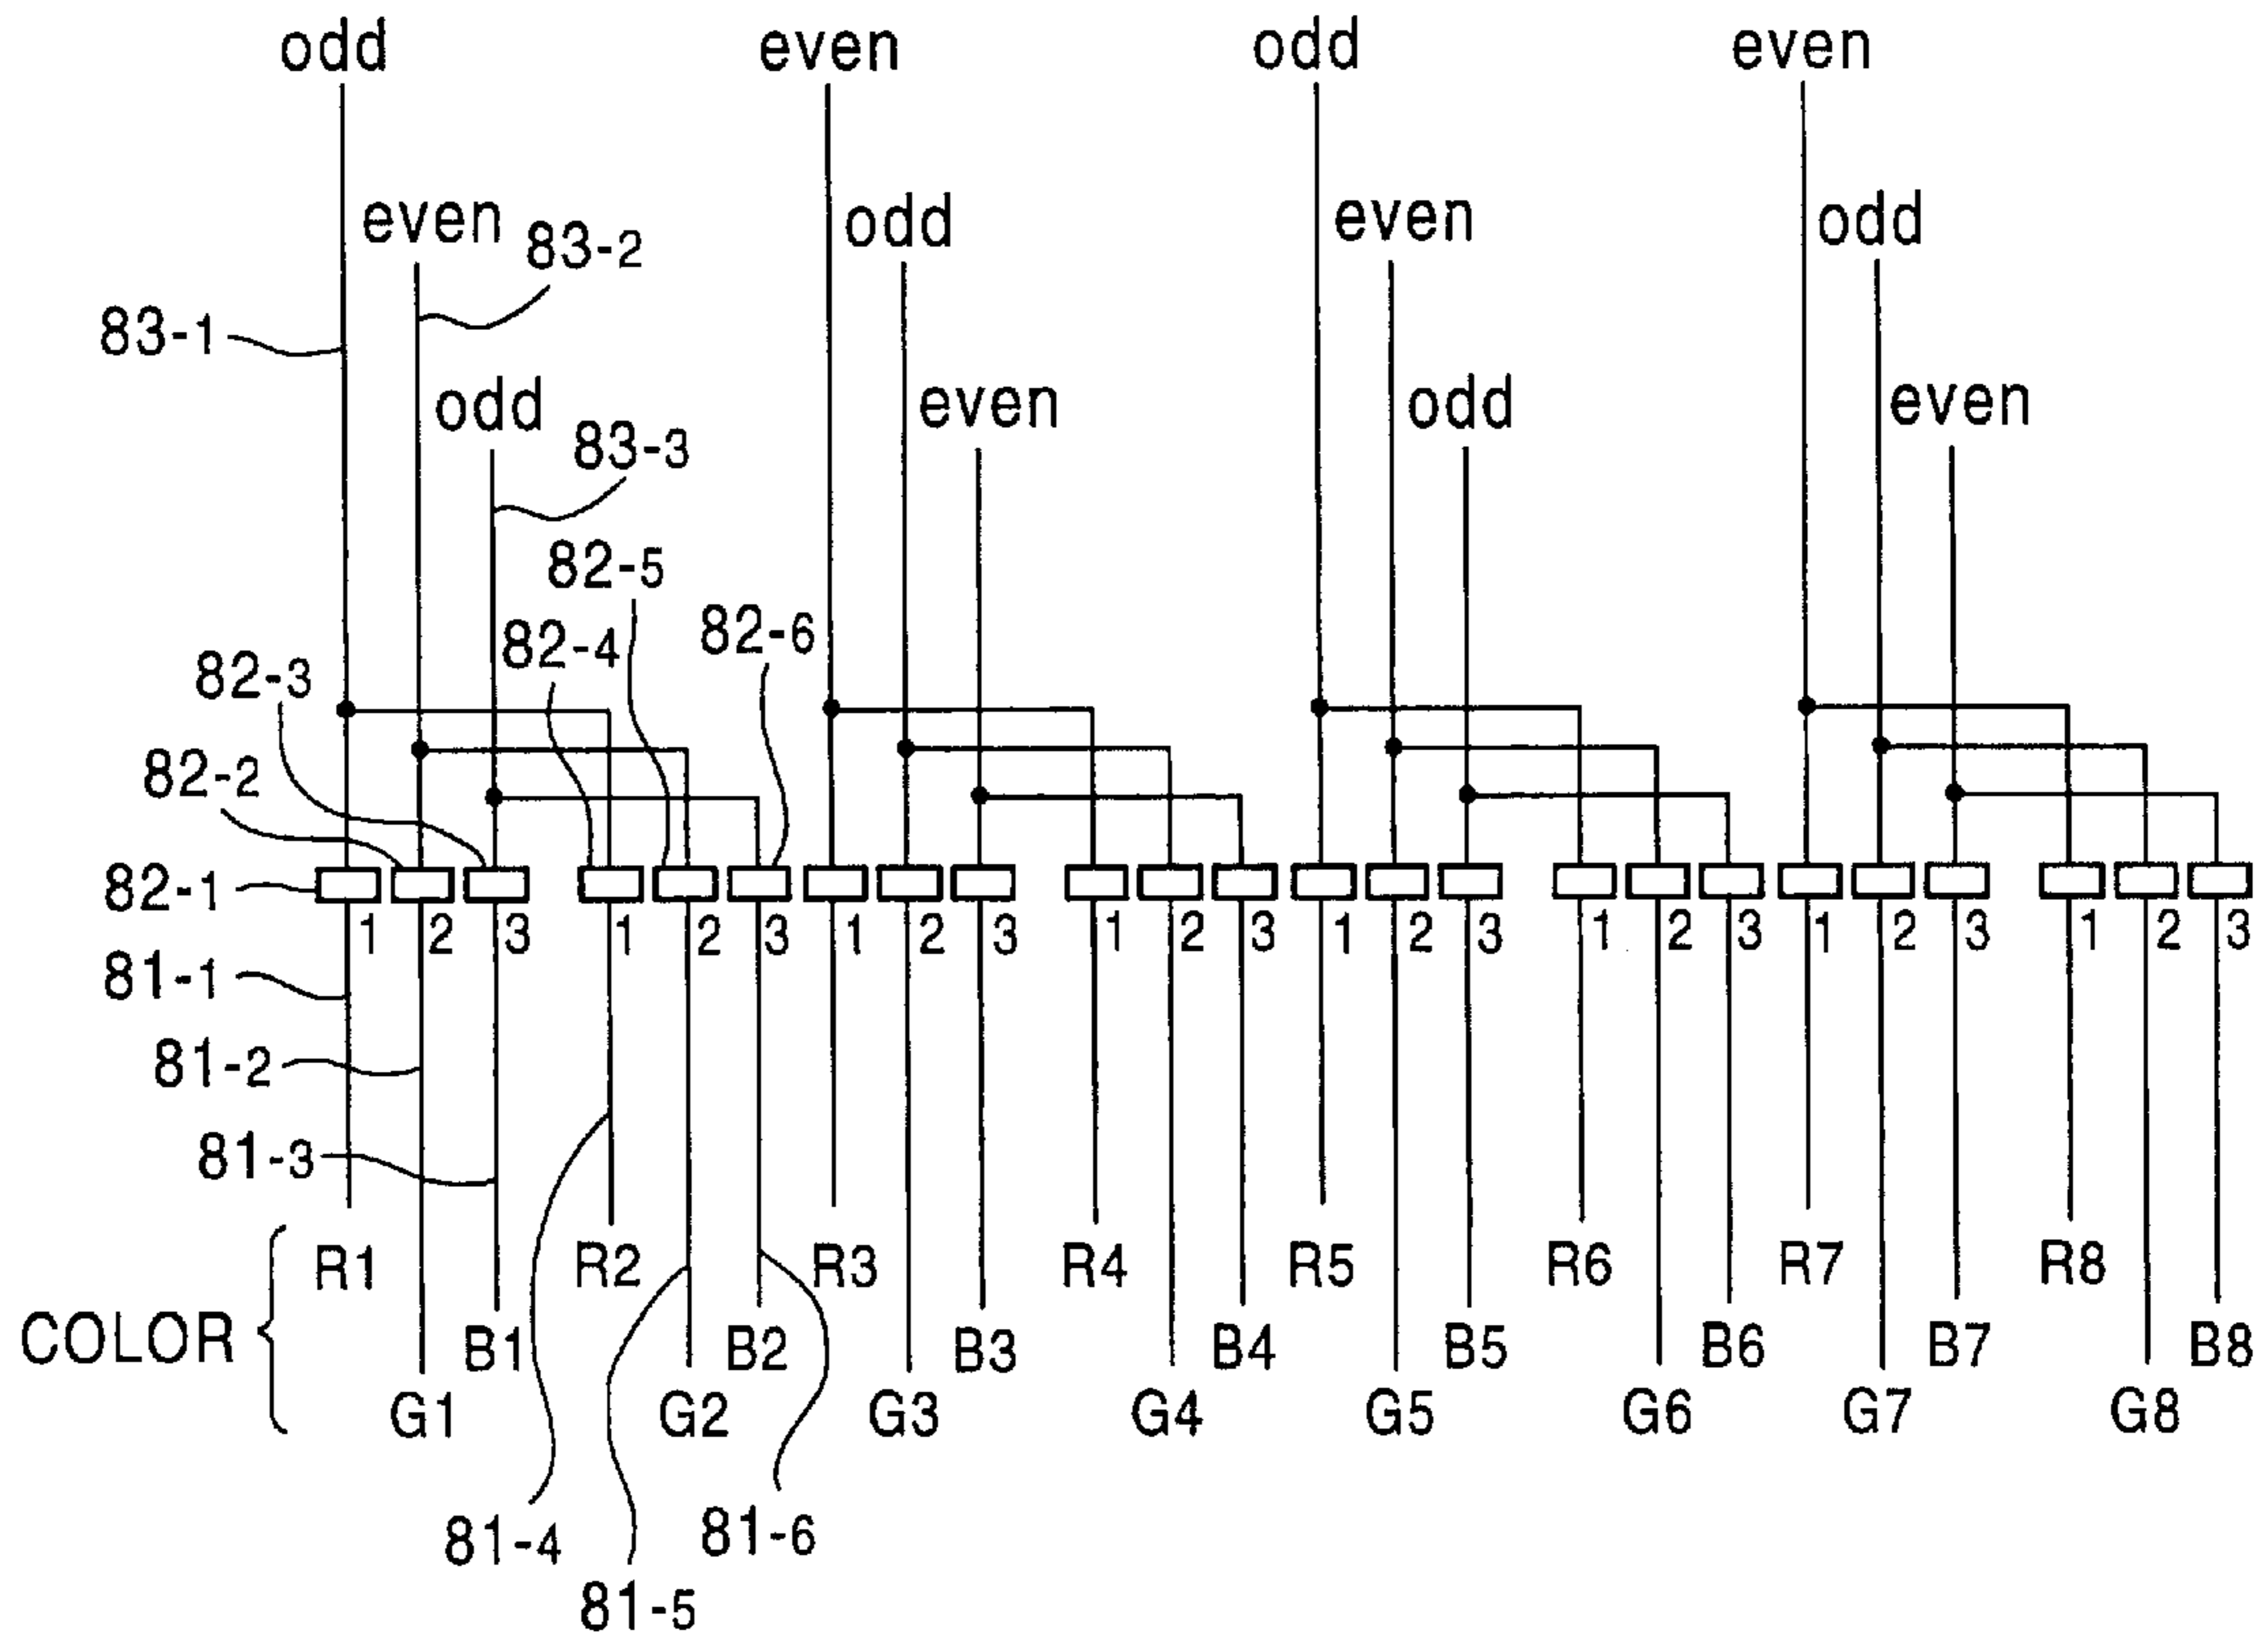 odd even odd even
even 83-2 odd even odd
83-1
odd 83-3 even odd even
82-5
82-4 82-6
82-3
82-2
82-1
1 2 3 1 2 3 1 2 3 1 2 3 1 2 3 1 2 3 1 2 3 1 2 3
81-1
81-2
81-3
R1 R2 R3 R4 R5 R6 R7 R8
COLOR B1 B2 B3 B4 B5 B6 B7 B8
G1 G2 G3 G4 G5 G6 G7 G8
81-4 81-6
81-5